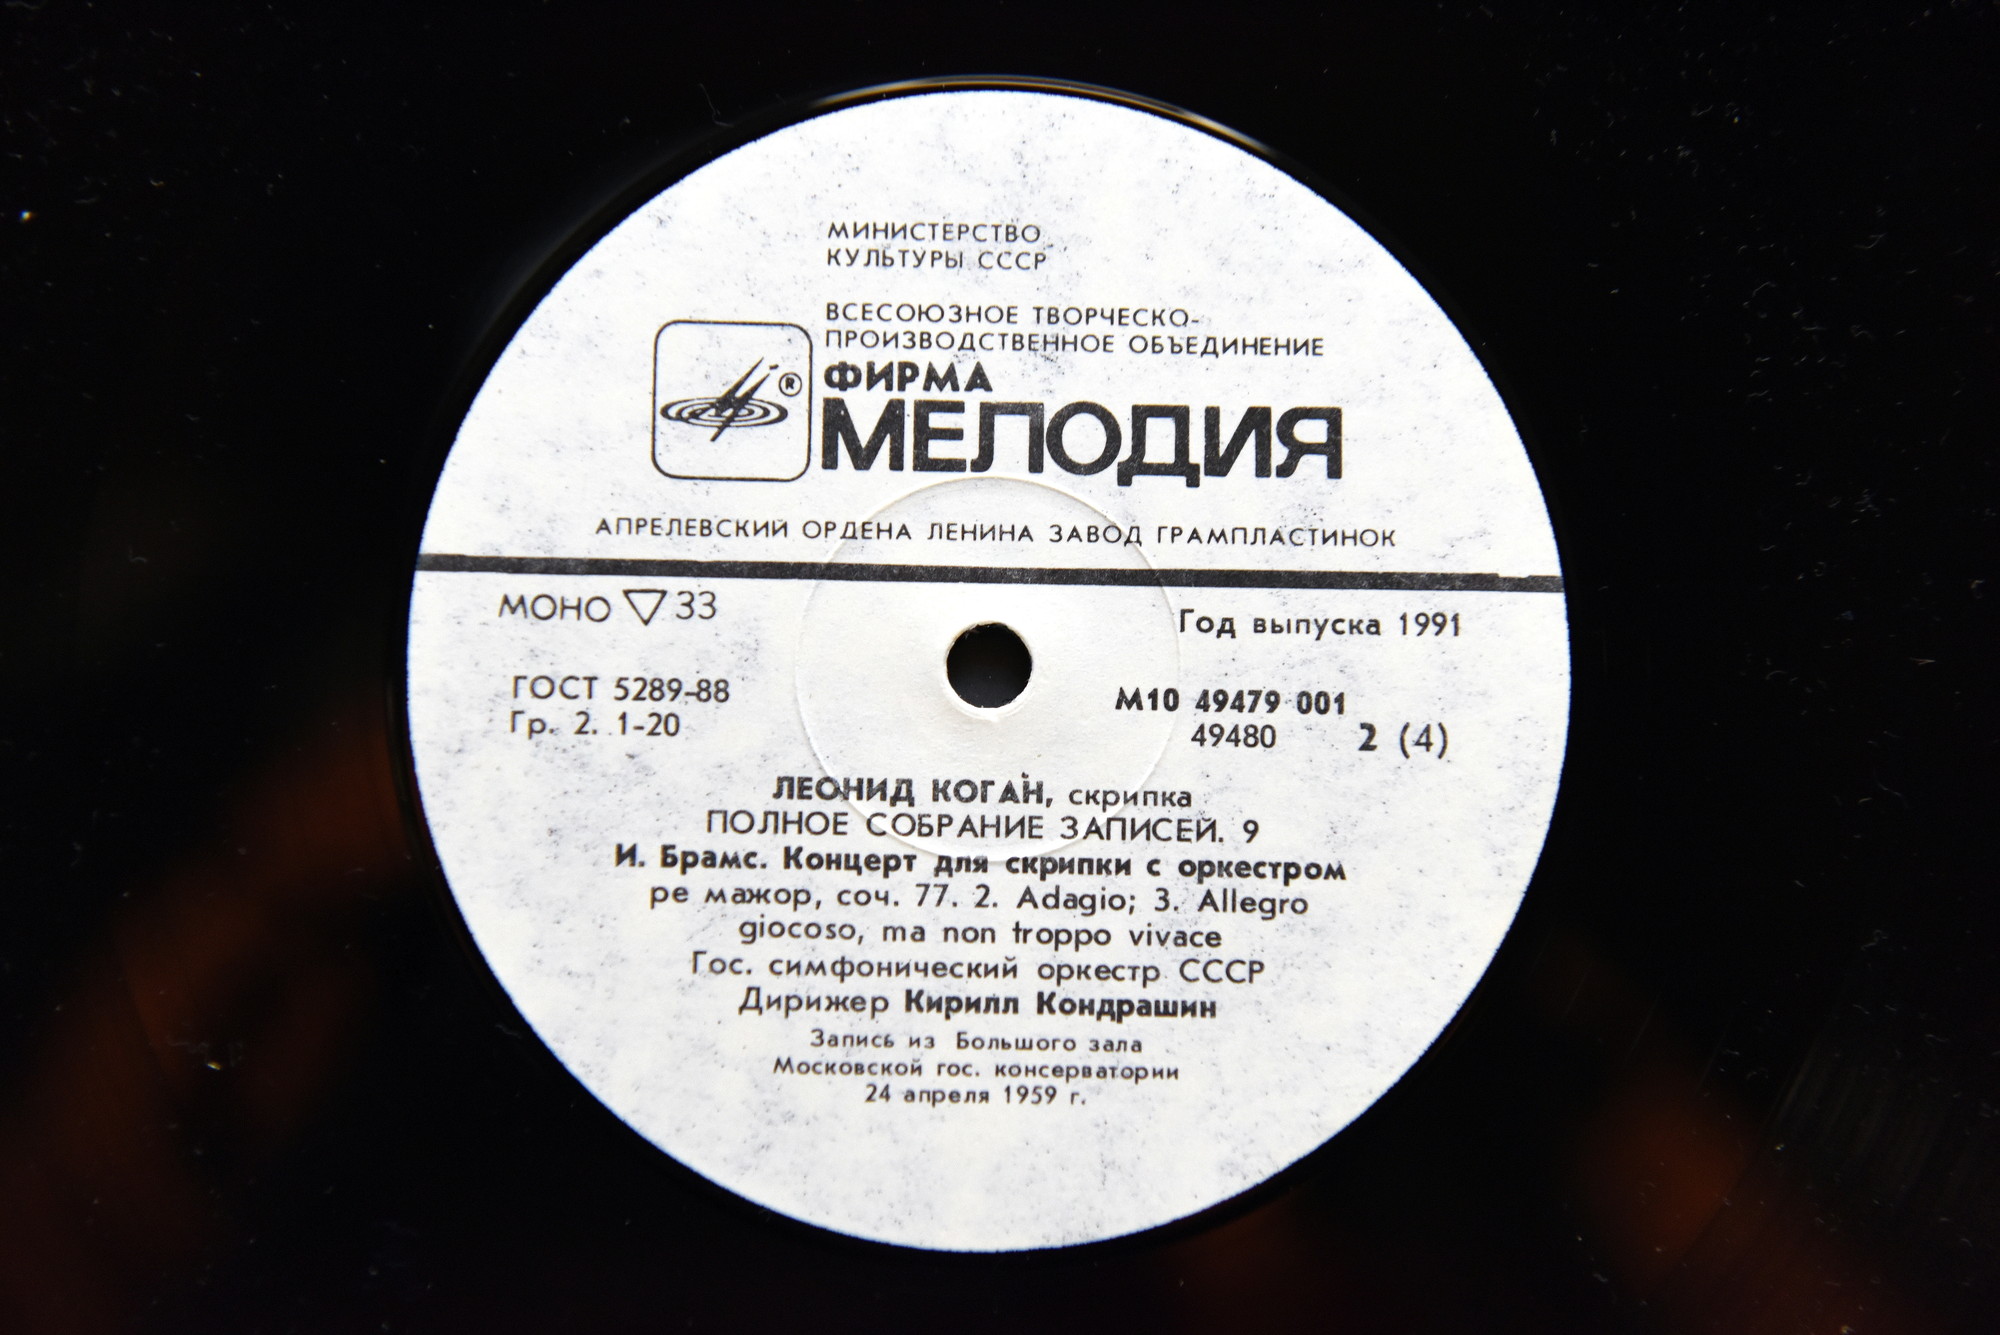 МИНИСТЕРСТВО
КУЛЬТУРЫ СССР
ВСЕСОЮЗНОЕ ТВОРЧЕСКО-
ПРОИЗВОДСТВЕННОЕ ОБЪЕДИНЕНИЕ
®
ФИРМА
МЕЛОДИЯ
АПРЕЛЕВСКИЙ ОРДЕНА ЛЕНИНА ЗАВОД ГРАМПЛАСТИНОК
МОНО ▽ 33
Год выпуска 1991
ГОСТ 5289-88
Гр. 2. 1-20
М10 49479 001
49480 2 (4)
ЛЕОНИД КОГАН, скрипка
ПОЛНОЕ СОБРАНИЕ ЗАПИСЕЙ. 9
И. Брамс. Концерт для скрипки с оркестром
ре мажор, соч. 77. 2. Adagio; 3. Allegro
giocoso, ma non troppo vivace
Гос. симфонический оркестр СССР
Дирижер Кирилл Кондрашин
Запись из Большого зала
Московской гос. консерватории
24 апреля 1959 г.